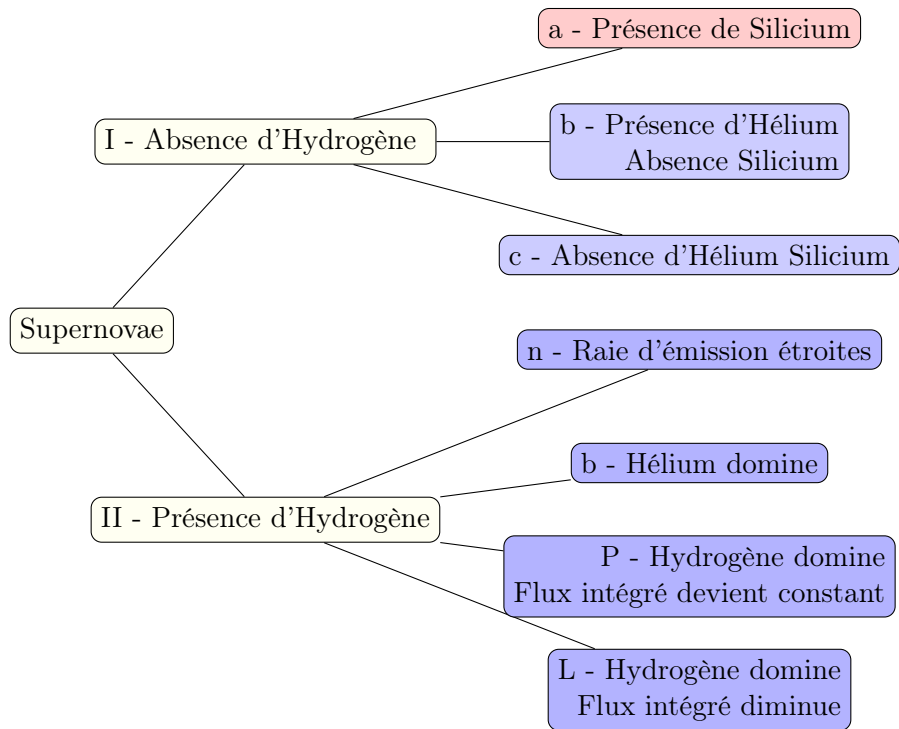 a - Présence de Silicium
I - Absence d'Hydrogène
b - Présence d'Hélium
Absence Silicium
c - Absence d'Hélium Silicium
Supernovae
n - Raie d'émission étroites
b - Hélium domine
II - Présence d'Hydrogène
P - Hydrogène domine
Flux intégré devient constant
L - Hydrogène domine
Flux intégré diminue